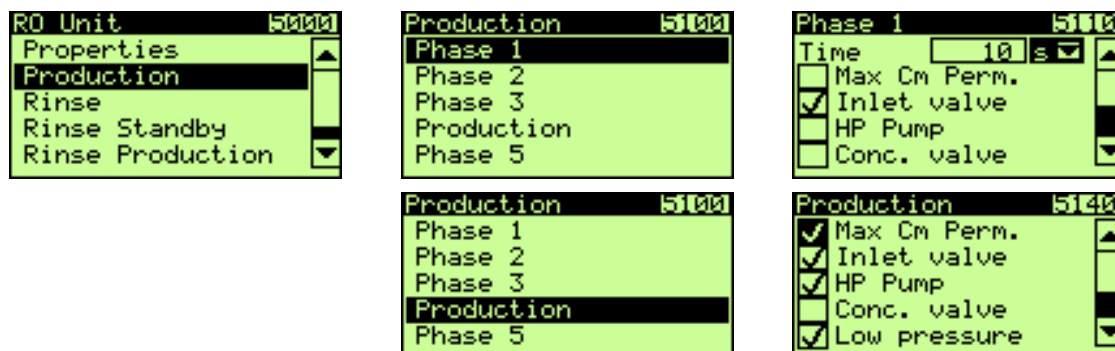 RO Unit 5000
Properties
Production
Rinse
Rinse Standby
Rinse Production
Production 5100
Phase 1
Phase 2
Phase 3
Production
Phase 5
Phase 1 5110
Time 10 s
Max Cm Perm.
Inlet valve
HP Pump
Conc. valve
Production 5100
Phase 1
Phase 2
Phase 3
Production
Phase 5
Production 5140
Max Cm Perm.
Inlet valve
HP Pump
Conc. valve
Low pressure